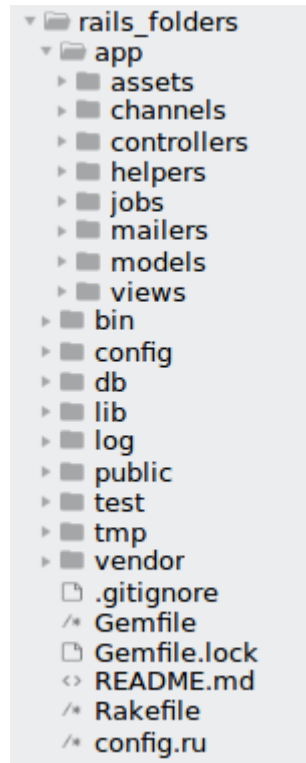 rails_folders
app
assets
channels
controllers
helpers
jobs
mailers
models
views
bin
config
db
lib
log
public
test
tmp
vendor
.gitignore
/* Gemfile
Gemfile.lock
<> README.md
/* Rakefile
/* config.ru